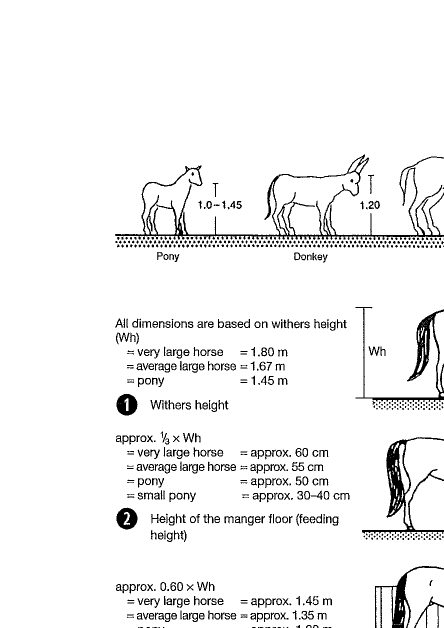 1.0–1.45
1.20
Pony
Donkey
All dimensions are based on withers height
(Wh)
= very large horse = 1.80 m
= average large horse = 1.67 m
= pony = 1.45 m
Wh
1 Withers height
approx. ⅓ × Wh
= very large horse = approx. 60 cm
= average large horse = approx. 55 cm
= pony = approx. 50 cm
= small pony = approx. 30–40 cm
2 Height of the manger floor (feeding
height)
approx. 0.60 × Wh
= very large horse = approx. 1.45 m
= average large horse = approx. 1.35 m